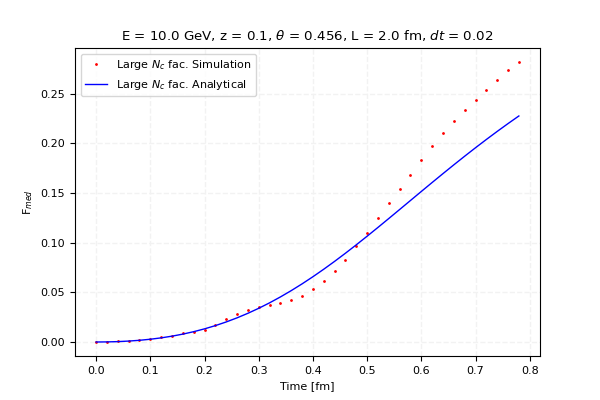 E = 10.0 GeV, z = 0.1, θ = 0.456, L = 2.0 fm, dt = 0.02
Large N_c fac. Simulation
Large N_c fac. Analytical
0.25
0.20
0.15
0.10
0.05
0.00
F_med
0.0 0.1 0.2 0.3 0.4 0.5 0.6 0.7 0.8
Time [fm]